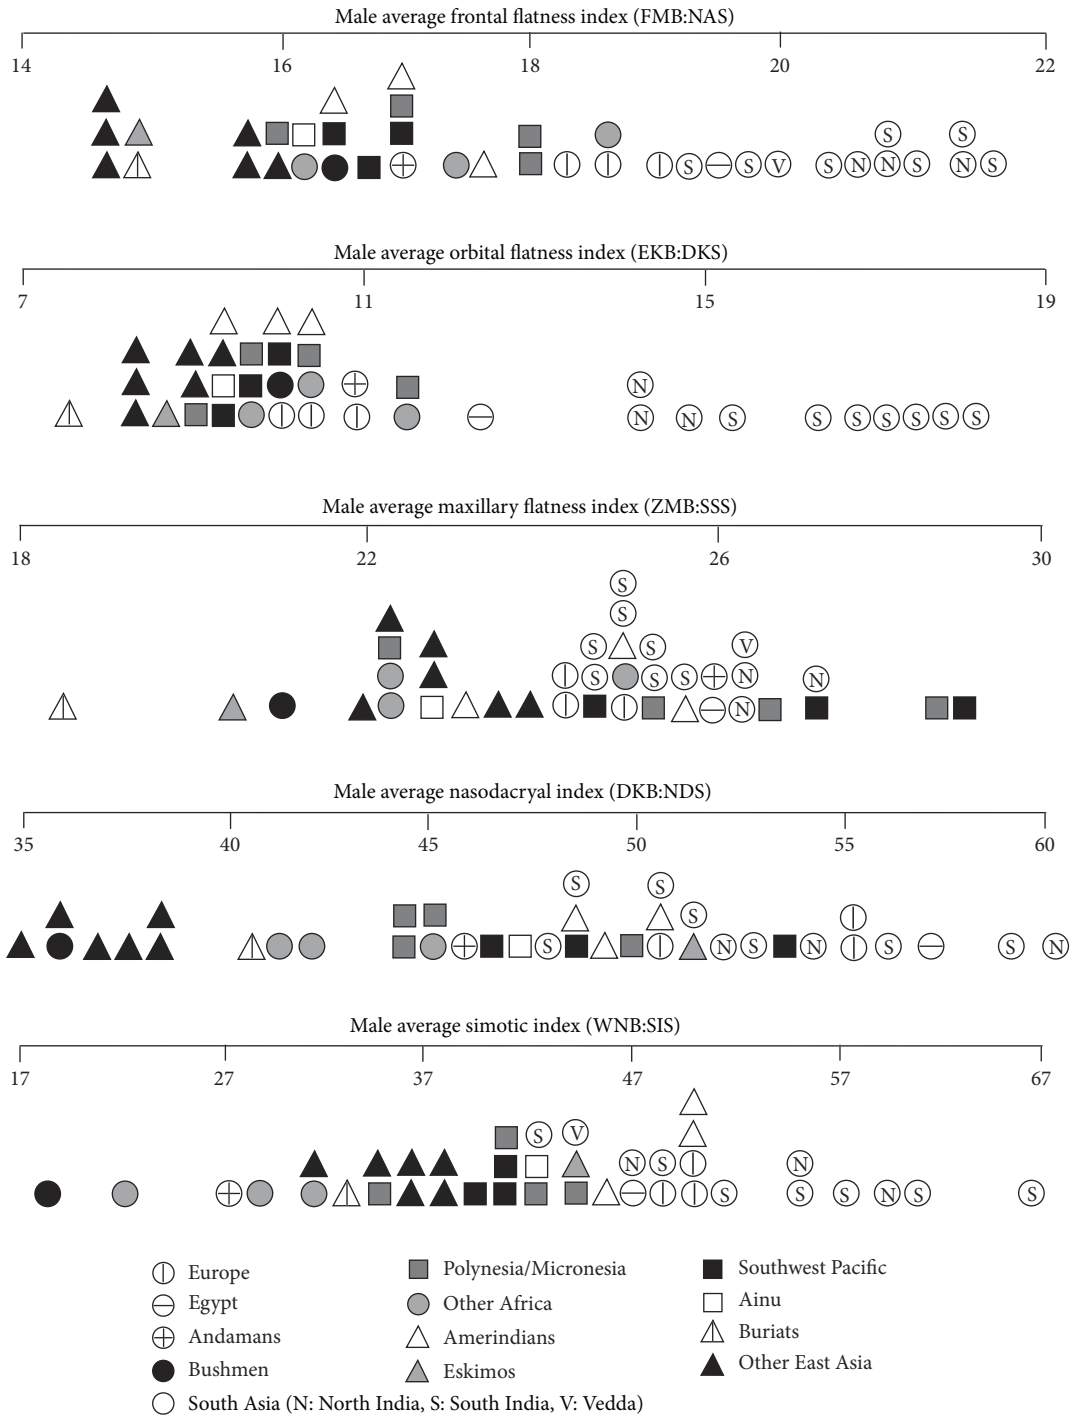 Male average frontal flatness index (FMB:NAS)
14 16 18 20 22
S S
S S V S N N S N S
Male average orbital flatness index (EKB:DKS)
7 11 15 19
N
N N S S S S S S S
Male average maxillary flatness index (ZMB:SSS)
18 22 26 30
S
S
S S V
S S S N N
N
Male average nasodacryal index (DKB:NDS)
35 40 45 50 55 60
S S
S
S N S N S S N
Male average simotic index (WNB:SIS)
17 27 37 47 57 67
S V
N S N
S S S N S S
Europe Polynesia/Micronesia Southwest Pacific
Egypt Other Africa Ainu
Andamans Amerindians Buriats
Bushmen Eskimos Other East Asia
South Asia (N: North India, S: South India, V: Vedda)